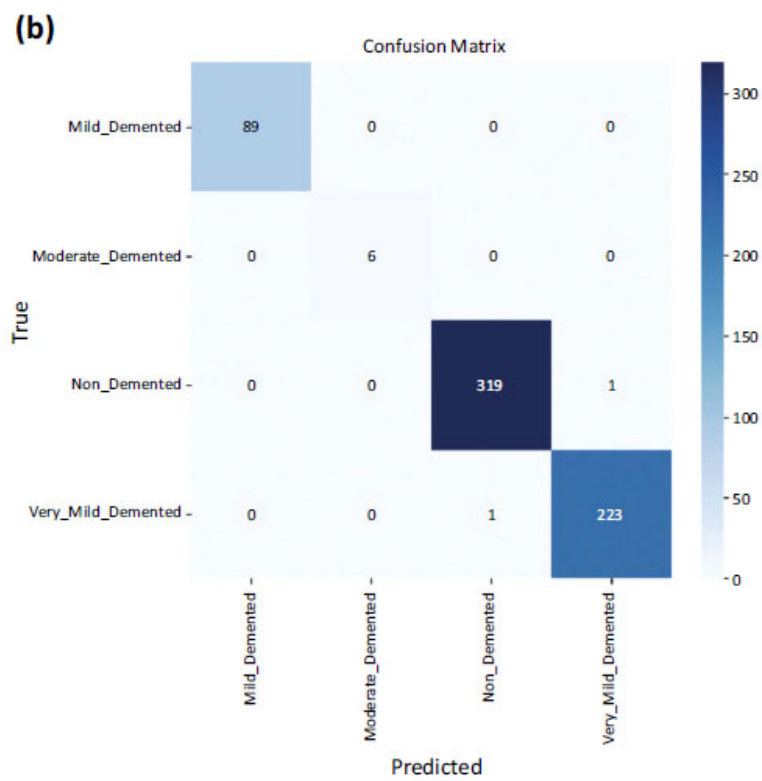 (b)
Confusion Matrix
Mild_Demented 89 0 0 0
Moderate_Demented 0 6 0 0
Non_Demented 0 0 319 1
Very_Mild_Demented 0 0 1 223
True
Mild_Demented
Moderate_Demented
Non_Demented
Very_Mild_Demented
Predicted
300
250
200
150
100
50
0